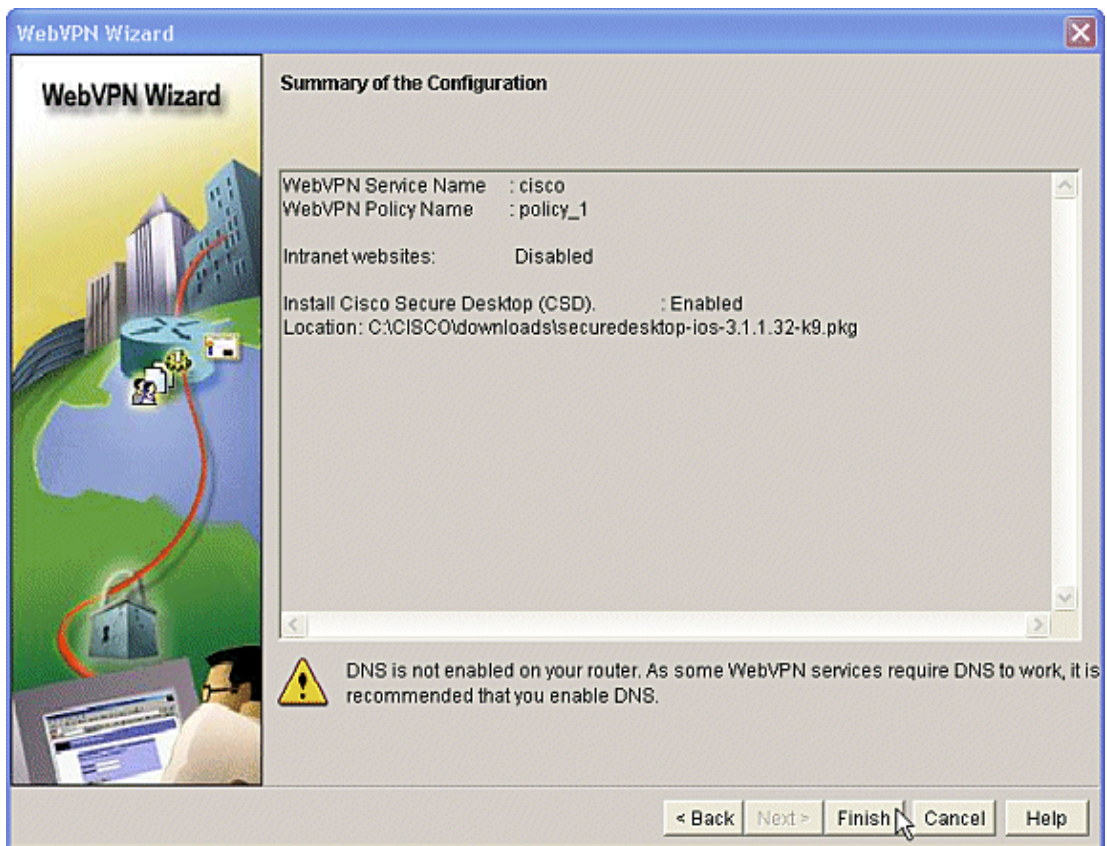 WebVPN Wizard
WebVPN Wizard
Summary of the Configuration
WebVPN Service Name : cisco
WebVPN Policy Name : policy_1
Intranet websites: Disabled
Install Cisco Secure Desktop (CSD). : Enabled
Location: C:\CISCO\downloads\securedesktop-ios-3.1.1.32-k9.pkg
DNS is not enabled on your router. As some WebVPN services require DNS to work, it is
recommended that you enable DNS.
< Back Next > Finish Cancel Help